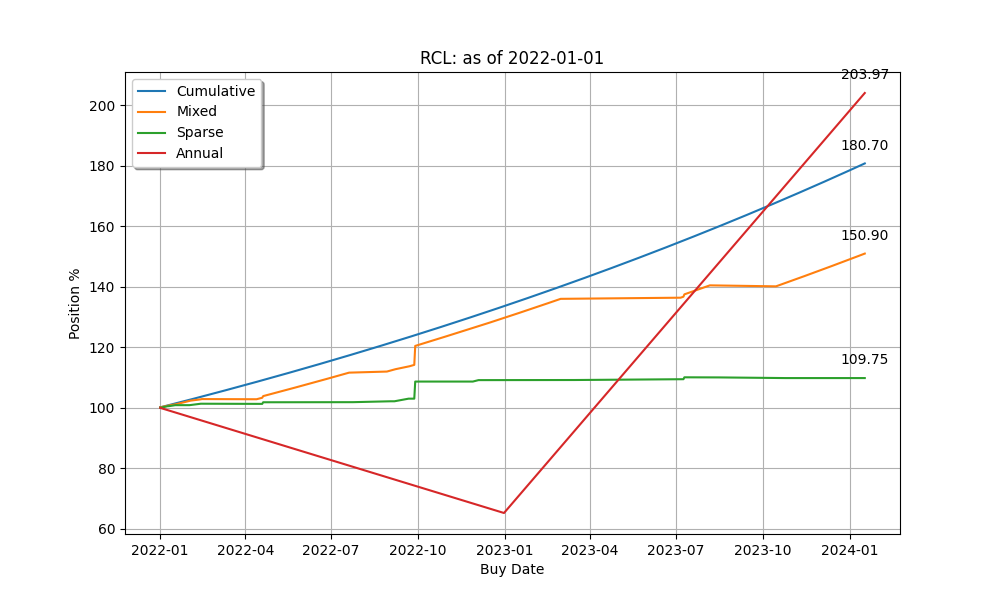 RCL: as of 2022-01-01
203.97
Cumulative
Mixed
Sparse
Annual
200
180.70
180
160
150.90
140
120
109.75
100
80
60
Position %
2022-01 2022-04 2022-07 2022-10 2023-01 2023-04 2023-07 2023-10 2024-01
Buy Date